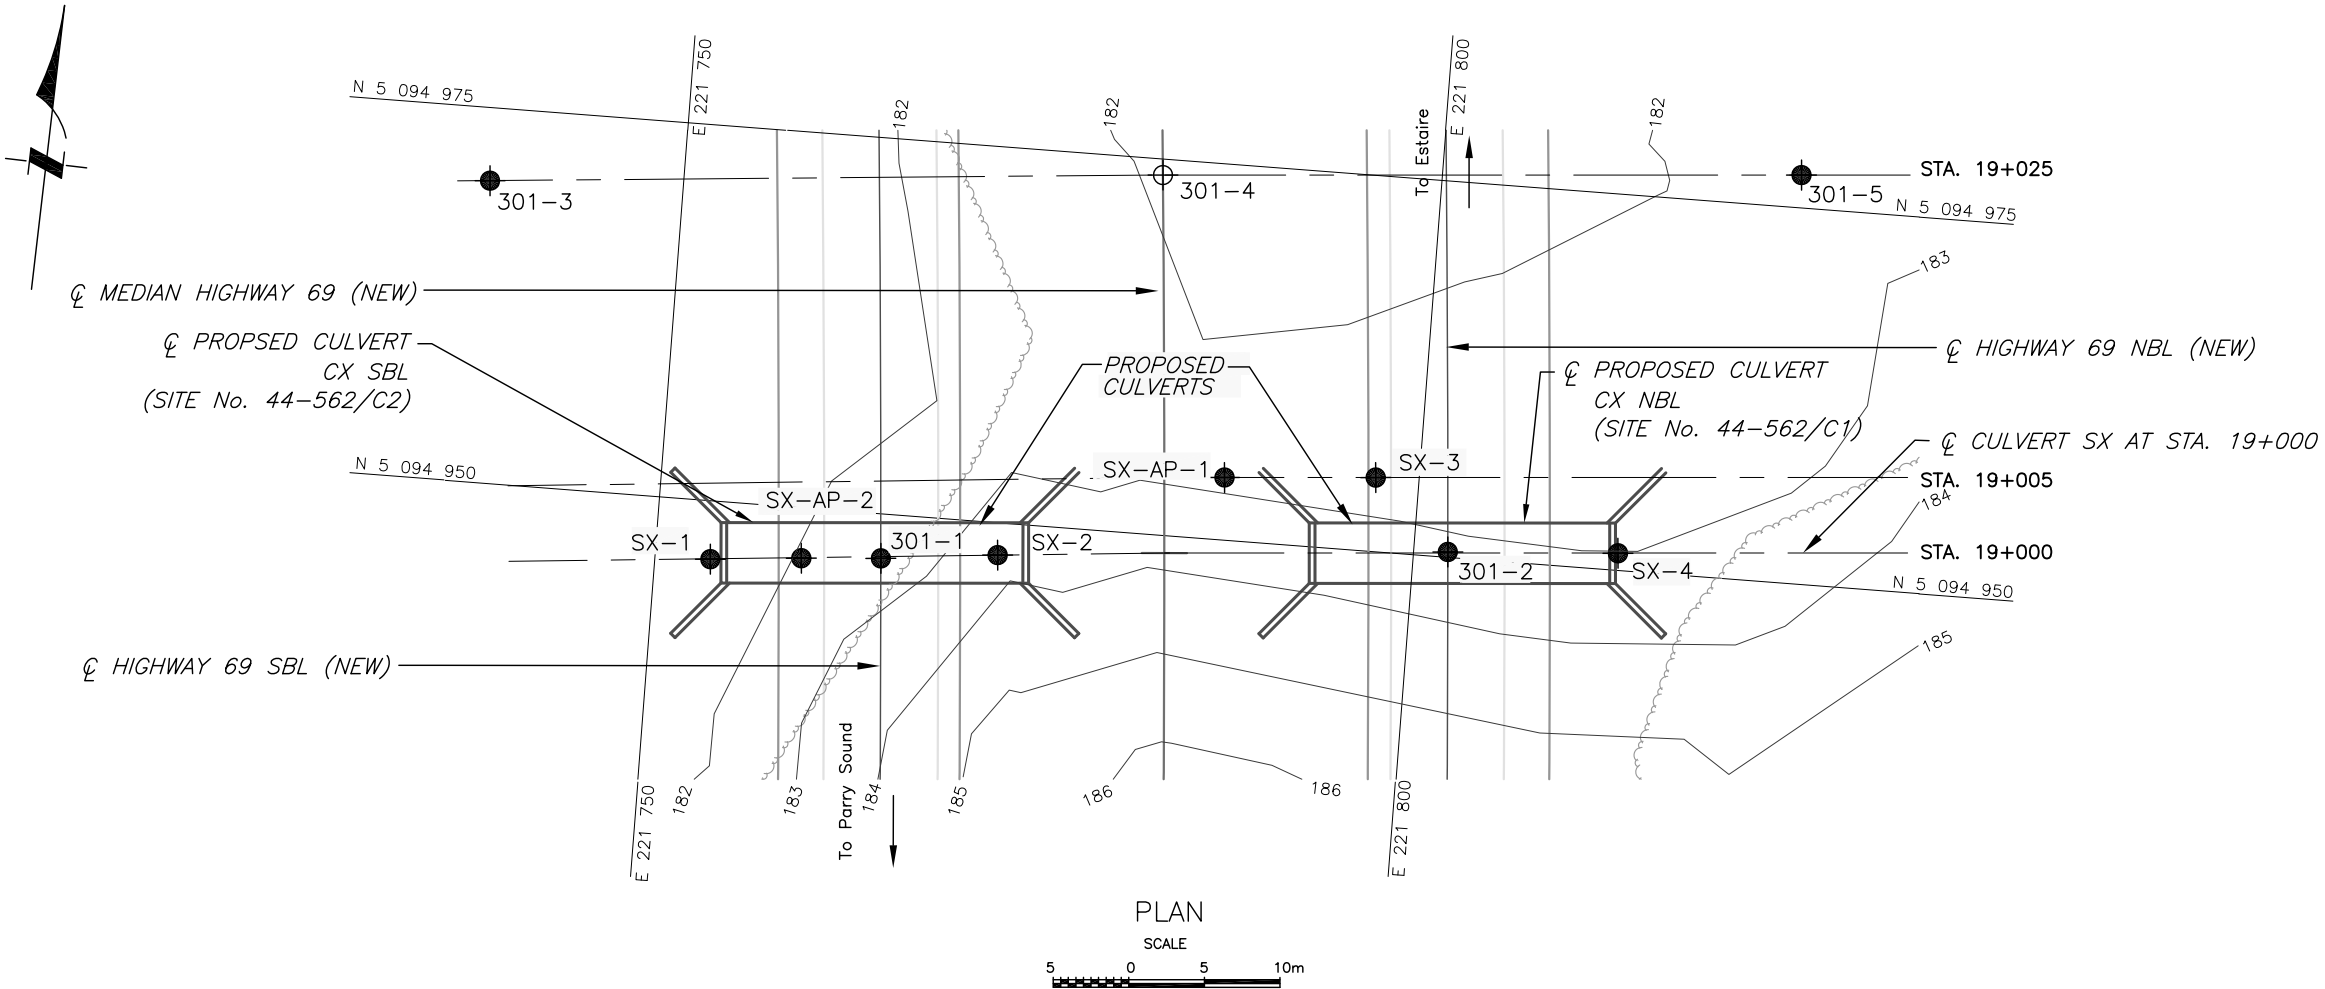 E 221 750
E 221 800
N 5 094 975
182
182
To Estaire
182
301-3
301-4
301-5
STA. 19+025
N 5 094 975
℄ MEDIAN HIGHWAY 69 (NEW)
183
℄ PROPSED CULVERT
CX SBL
(SITE No. 44-562/C2)
PROPOSED
CULVERTS
℄ HIGHWAY 69 NBL (NEW)
℄ PROPOSED CULVERT
CX NBL
(SITE No. 44-562/C1)
℄ CULVERT SX AT STA. 19+000
N 5 094 950
SX-AP-1
SX-3
STA. 19+005
SX-AP-2
184
SX-1
301-1
SX-2
301-2
SX-4
STA. 19+000
N 5 094 950
185
℄ HIGHWAY 69 SBL (NEW)
To Parry Sound
E 221 750
182
183
184
185
186
186
E 221 800
PLAN
SCALE
5 0 5 10m